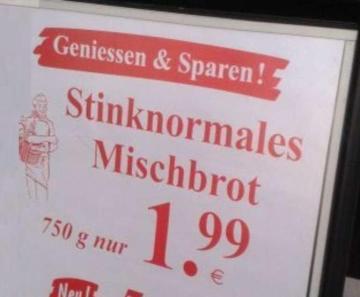 Geniessen & Sparen!
Stinknormales
Mischbrot
750 g nur 1.99
€
Neu!